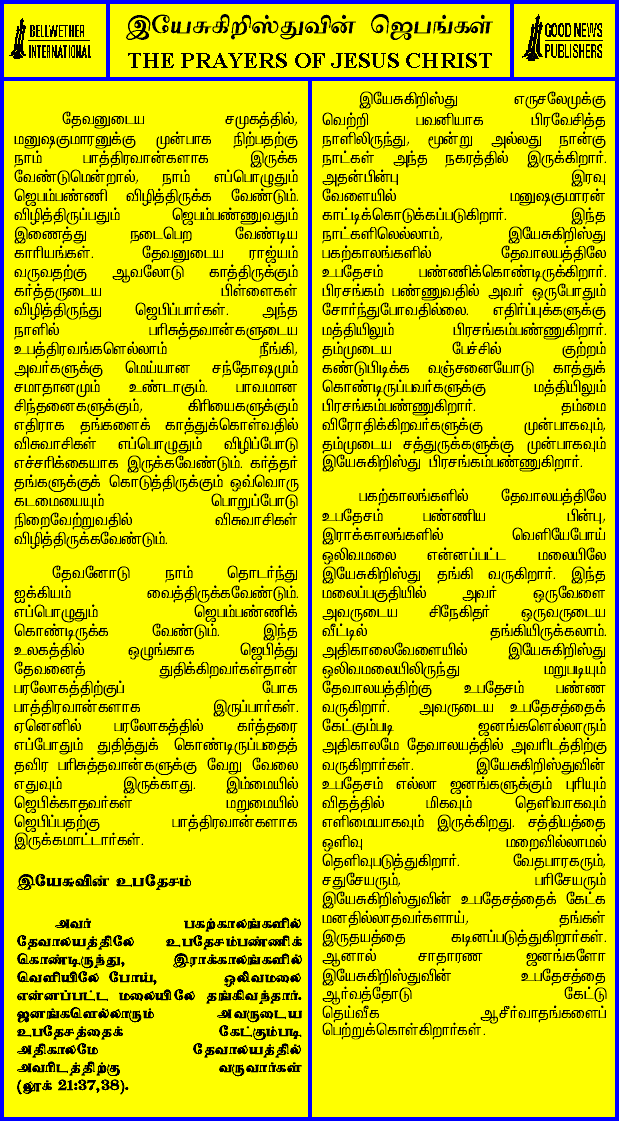 BELLWETHER
INTERNATIONAL
இயேசுகிறிஸ்துவின் ஜெபங்கள்
THE PRAYERS OF JESUS CHRIST
GOOD NEWS
PUBLISHERS
தேவனுடைய சமுகத்தில்,
மனுஷகுமாரனுக்கு முன்பாக நிற்பதற்கு
நாம் பாத்திரவான்களாக இருக்க
வேண்டுமென்றால், நாம் எப்பொழுதும்
ஜெபம்பண்ணி விழித்திருக்க வேண்டும்.
விழித்திருப்பதும் ஜெபம்பண்ணுவதும்
இணைத்து நடைபெற வேண்டிய
காரியங்கள். தேவனுடைய ராஜ்யம்
வருவதற்கு ஆவலோடு காத்திருக்கும்
கர்த்தருடைய பிள்ளைகள்
விழித்திருந்து ஜெபிப்பார்கள். அந்த
நாளில் பரிசுத்தவான்களுடைய
உபத்திரவங்களெல்லாம் நீங்கி,
அவர்களுக்கு மெய்யான சந்தோஷமும்
சமாதானமும் உண்டாகும். பாவமான
சிந்தனைகளுக்கும், கிரியைகளுக்கும்
எதிராக தங்களைக் காத்துக்கொள்வதில்
விசுவாசிகள் எப்பொழுதும் விழிப்போடு
எச்சரிக்கையாக இருக்கவேண்டும். கர்த்தர்
தங்களுக்குக் கொடுத்திருக்கும் ஒவ்வொரு
கடமையையும் பொறுப்போடு
நிறைவேற்றுவதில் விசுவாசிகள்
விழித்திருக்கவேண்டும்.
தேவனோடு நாம் தொடர்ந்து
ஐக்கியம் வைத்திருக்கவேண்டும்.
எப்பொழுதும் ஜெபம்பண்ணிக்
கொண்டிருக்க வேண்டும். இந்த
உலகத்தில் ஒழுங்காக ஜெபித்து
தேவனைத் துதிக்கிறவர்கள்தான்
பரலோகத்திற்குப் போக
பாத்திரவான்களாக இருப்பார்கள்.
ஏனெனில் பரலோகத்தில் கர்த்தரை
எப்போதும் துதித்துக் கொண்டிருப்பதைத்
தவிர பரிசுத்தவான்களுக்கு வேறு வேலை
எதுவும் இருக்காது. இம்மையில்
ஜெபிக்காதவர்கள் மறுமையில்
ஜெபிப்பதற்கு பாத்திரவான்களாக
இருக்கமாட்டார்கள்.
இயேசுவின் உபதேசம்
அவர் பகற்காலங்களில்
தேவாலயத்திலே உபதேசம்பண்ணிக்
கொண்டிருந்து, இராக்காலங்களில்
வெளியிலே போய், ஒலிவமலை
என்னப்பட்ட மலையிலே தங்கிவந்தார்.
ஜனங்களெல்லாரும் அவருடைய
உபதேசத்தைக் கேட்கும்படி
அதிகாலமே தேவாலயத்தில்
அவரிடத்திற்கு வருவார்கள்
(லூக் 21:37,38).
இயேசுகிறிஸ்து எருசலேமுக்கு
வெற்றி பவனியாக பிரவேசித்த
நாளிலிருந்து, மூன்று அல்லது நான்கு
நாட்கள் அந்த நகரத்தில் இருக்கிறார்.
அதன்பின்பு இரவு
வேளையில் மனுஷகுமாரன்
காட்டிக்கொடுக்கப்படுகிறார். இந்த
நாட்களிலெல்லாம், இயேசுகிறிஸ்து
பகற்காலங்களில் தேவாலயத்திலே
உபதேசம் பண்ணிக்கொண்டிருக்கிறார்.
பிரசங்கம் பண்ணுவதில் அவர் ஒருபோதும்
சோர்ந்துபோவதில்லை. எதிர்ப்புக்களுக்கு
மத்தியிலும் பிரசங்கம்பண்ணுகிறார்.
தம்முடைய பேச்சில் குற்றம்
கண்டுபிடிக்க வஞ்சனையோடு காத்துக்
கொண்டிருப்பவர்களுக்கு மத்தியிலும்
பிரசங்கம்பண்ணுகிறார். தம்மை
விரோதிக்கிறவர்களுக்கு முன்பாகவும்,
தம்முடைய சத்துருக்களுக்கு முன்பாகவும்
இயேசுகிறிஸ்து பிரசங்கம்பண்ணுகிறார்.
பகற்காலங்களில் தேவாலயத்திலே
உபதேசம் பண்ணிய பின்பு,
இராக்காலங்களில் வெளியேபோய்
ஒலிவமலை என்னப்பட்ட மலையிலே
இயேசுகிறிஸ்து தங்கி வருகிறார். இந்த
மலைப்பகுதியில் அவர் ஒருவேளை
அவருடைய சிநேகிதர் ஒருவருடைய
வீட்டில் தங்கியிருக்கலாம்.
அதிகாலைவேளையில் இயேசுகிறிஸ்து
ஒலிவமலையிலிருந்து மறுபடியும்
தேவாலயத்திற்கு உபதேசம் பண்ண
வருகிறார். அவருடைய உபதேசத்தைக்
கேட்கும்படி ஜனங்களெல்லாரும்
அதிகாலமே தேவாலயத்தில் அவரிடத்திற்கு
வருகிறார்கள். இயேசுகிறிஸ்துவின்
உபதேசம் எல்லா ஜனங்களுக்கும் புரியும்
விதத்தில் மிகவும் தெளிவாகவும்
எளிமையாகவும் இருக்கிறது. சத்தியத்தை
ஒளிவு மறைவில்லாமல்
தெளிவுபடுத்துகிறார். வேதபாரகரும்,
சதுசேயரும், பரிசேயரும்
இயேசுகிறிஸ்துவின் உபதேசத்தைக் கேட்க
மனதில்லாதவர்களாய், தங்கள்
இருதயத்தை கடினப்படுத்துகிறார்கள்.
ஆனால் சாதாரண ஜனங்களோ
இயேசுகிறிஸ்துவின் உபதேசத்தை
ஆர்வத்தோடு கேட்டு
தெய்வீக ஆசீர்வாதங்களைப்
பெற்றுக்கொள்கிறார்கள்.